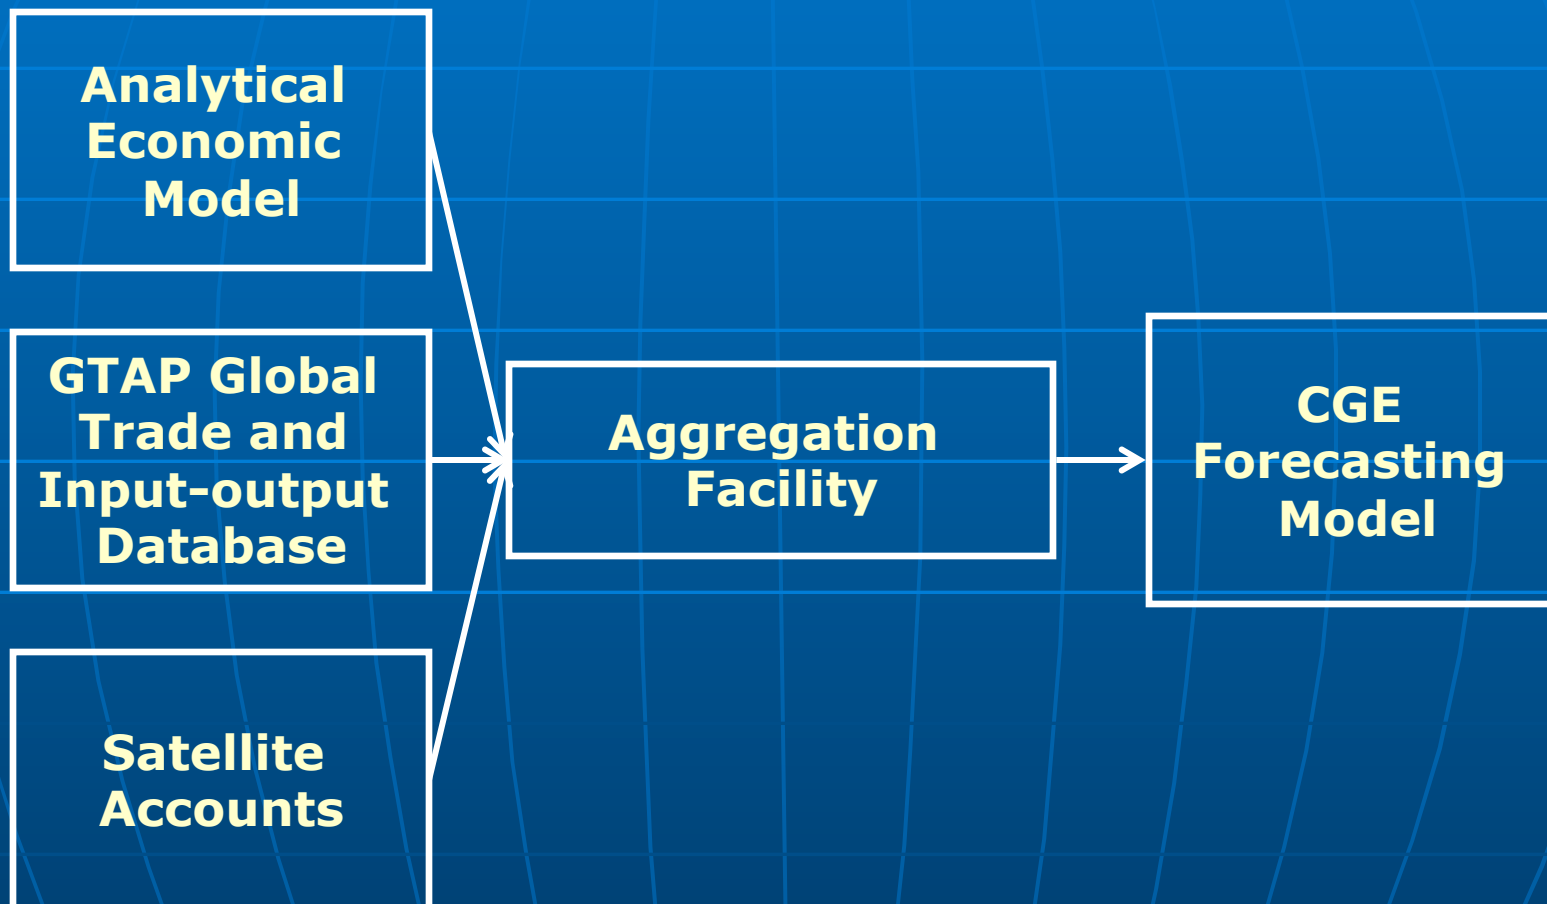 Analytical
Economic
Model
GTAP Global
Trade and
Input-output
Database
Satellite
Accounts
Aggregation
Facility
CGE
Forecasting
Model